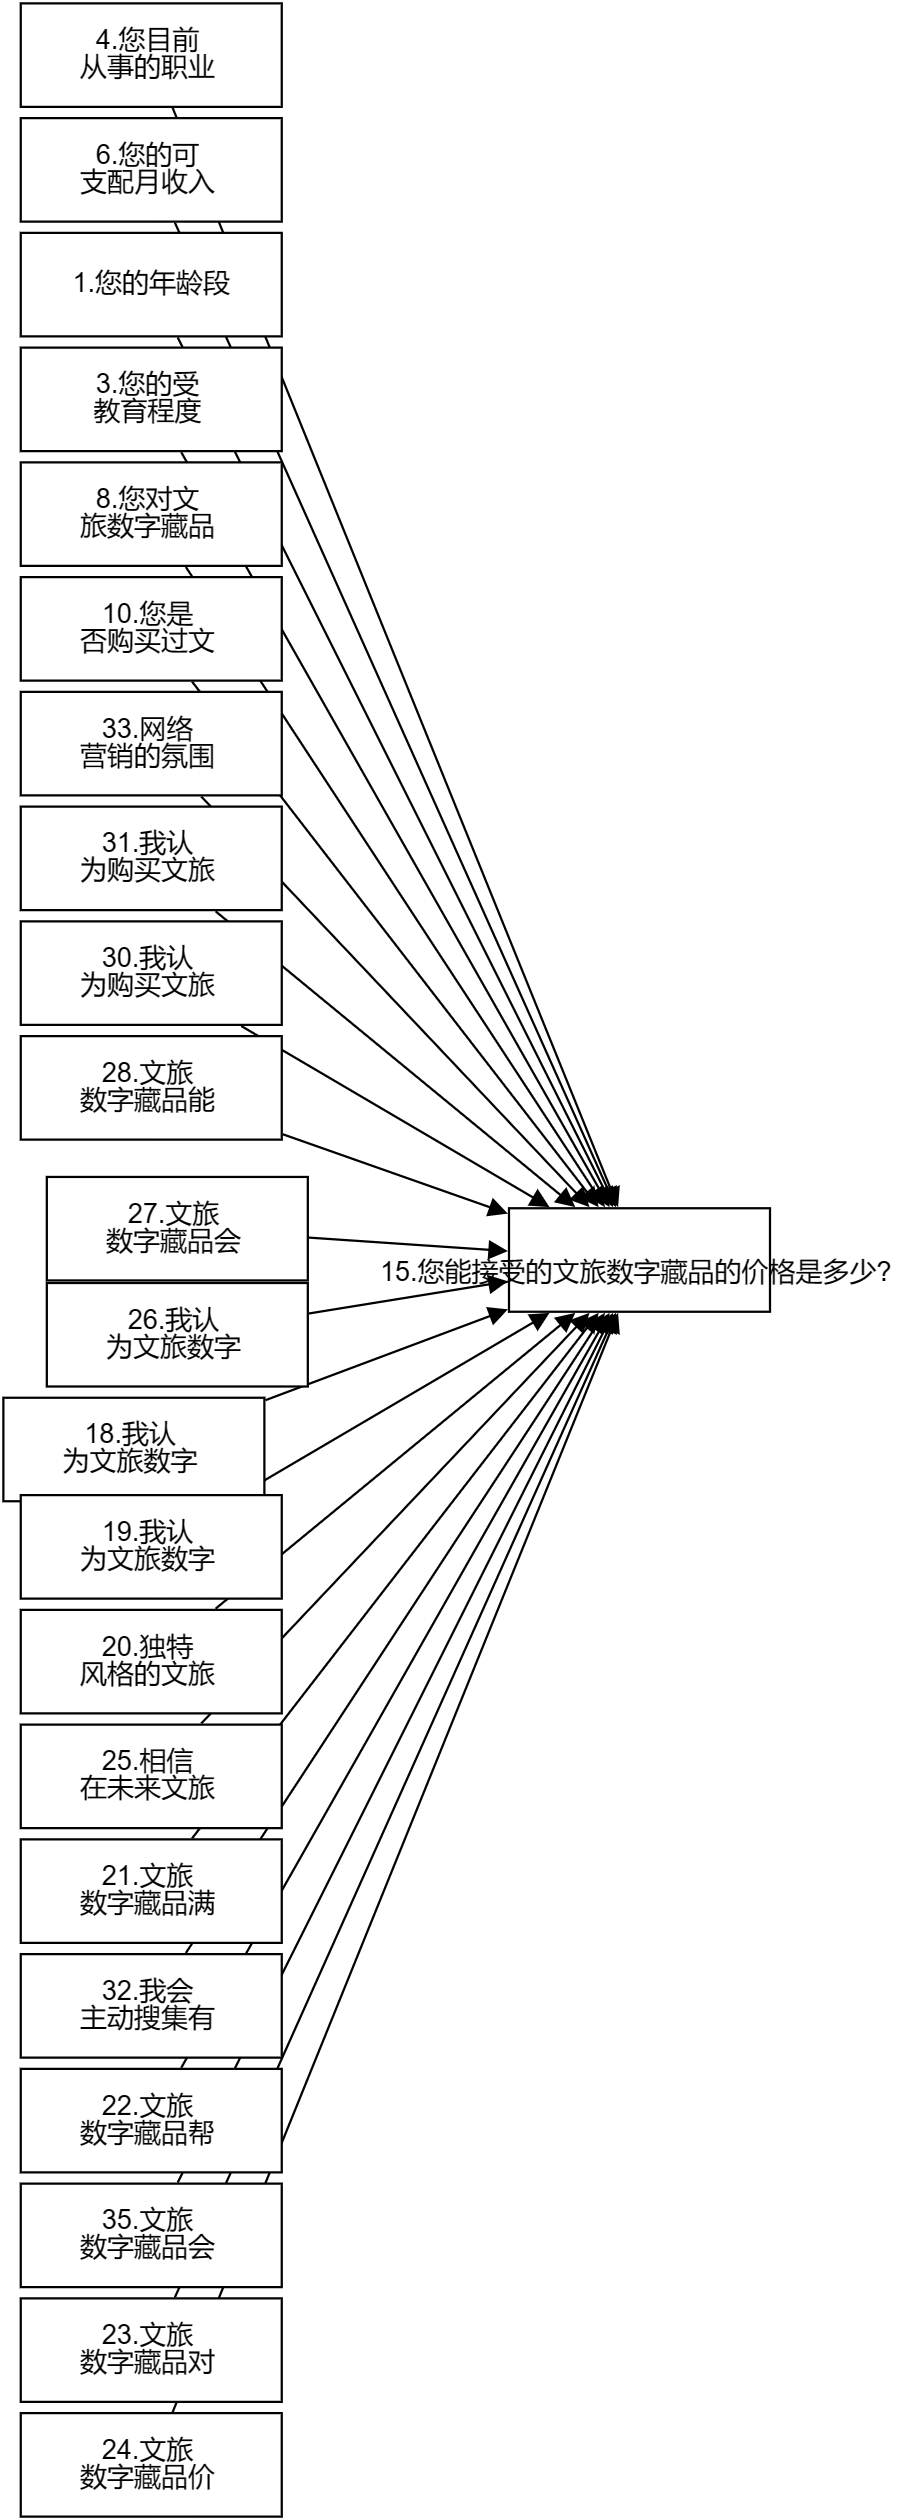 4.您目前
从事的职业
6.您的可
支配月收入
1.您的年龄段
3.您的受
教育程度
8.您对文
旅数字藏品
10.您是
否购买过文
33.网络
营销的氛围
31.我认
为购买文旅
30.我认
为购买文旅
28.文旅
数字藏品能
27.文旅
数字藏品会
15.您能接受的文旅数字藏品的价格是多少?
26.我认
为文旅数字
18.我认
为文旅数字
19.我认
为文旅数字
20.独特
风格的文旅
25.相信
在未来文旅
21.文旅
数字藏品满
32.我会
主动搜集有
22.文旅
数字藏品帮
35.文旅
数字藏品会
23.文旅
数字藏品对
24.文旅
数字藏品价